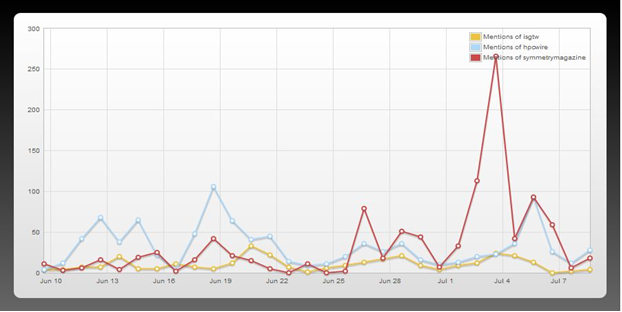 300
Mentions of isgtw
Mentions of hpcwire
Mentions of symmetrymagazine
250
200
150
100
50
0
Jun 10 Jun 13 Jun 16 Jun 19 Jun 22 Jun 25 Jun 28 Jul 1 Jul 4 Jul 7